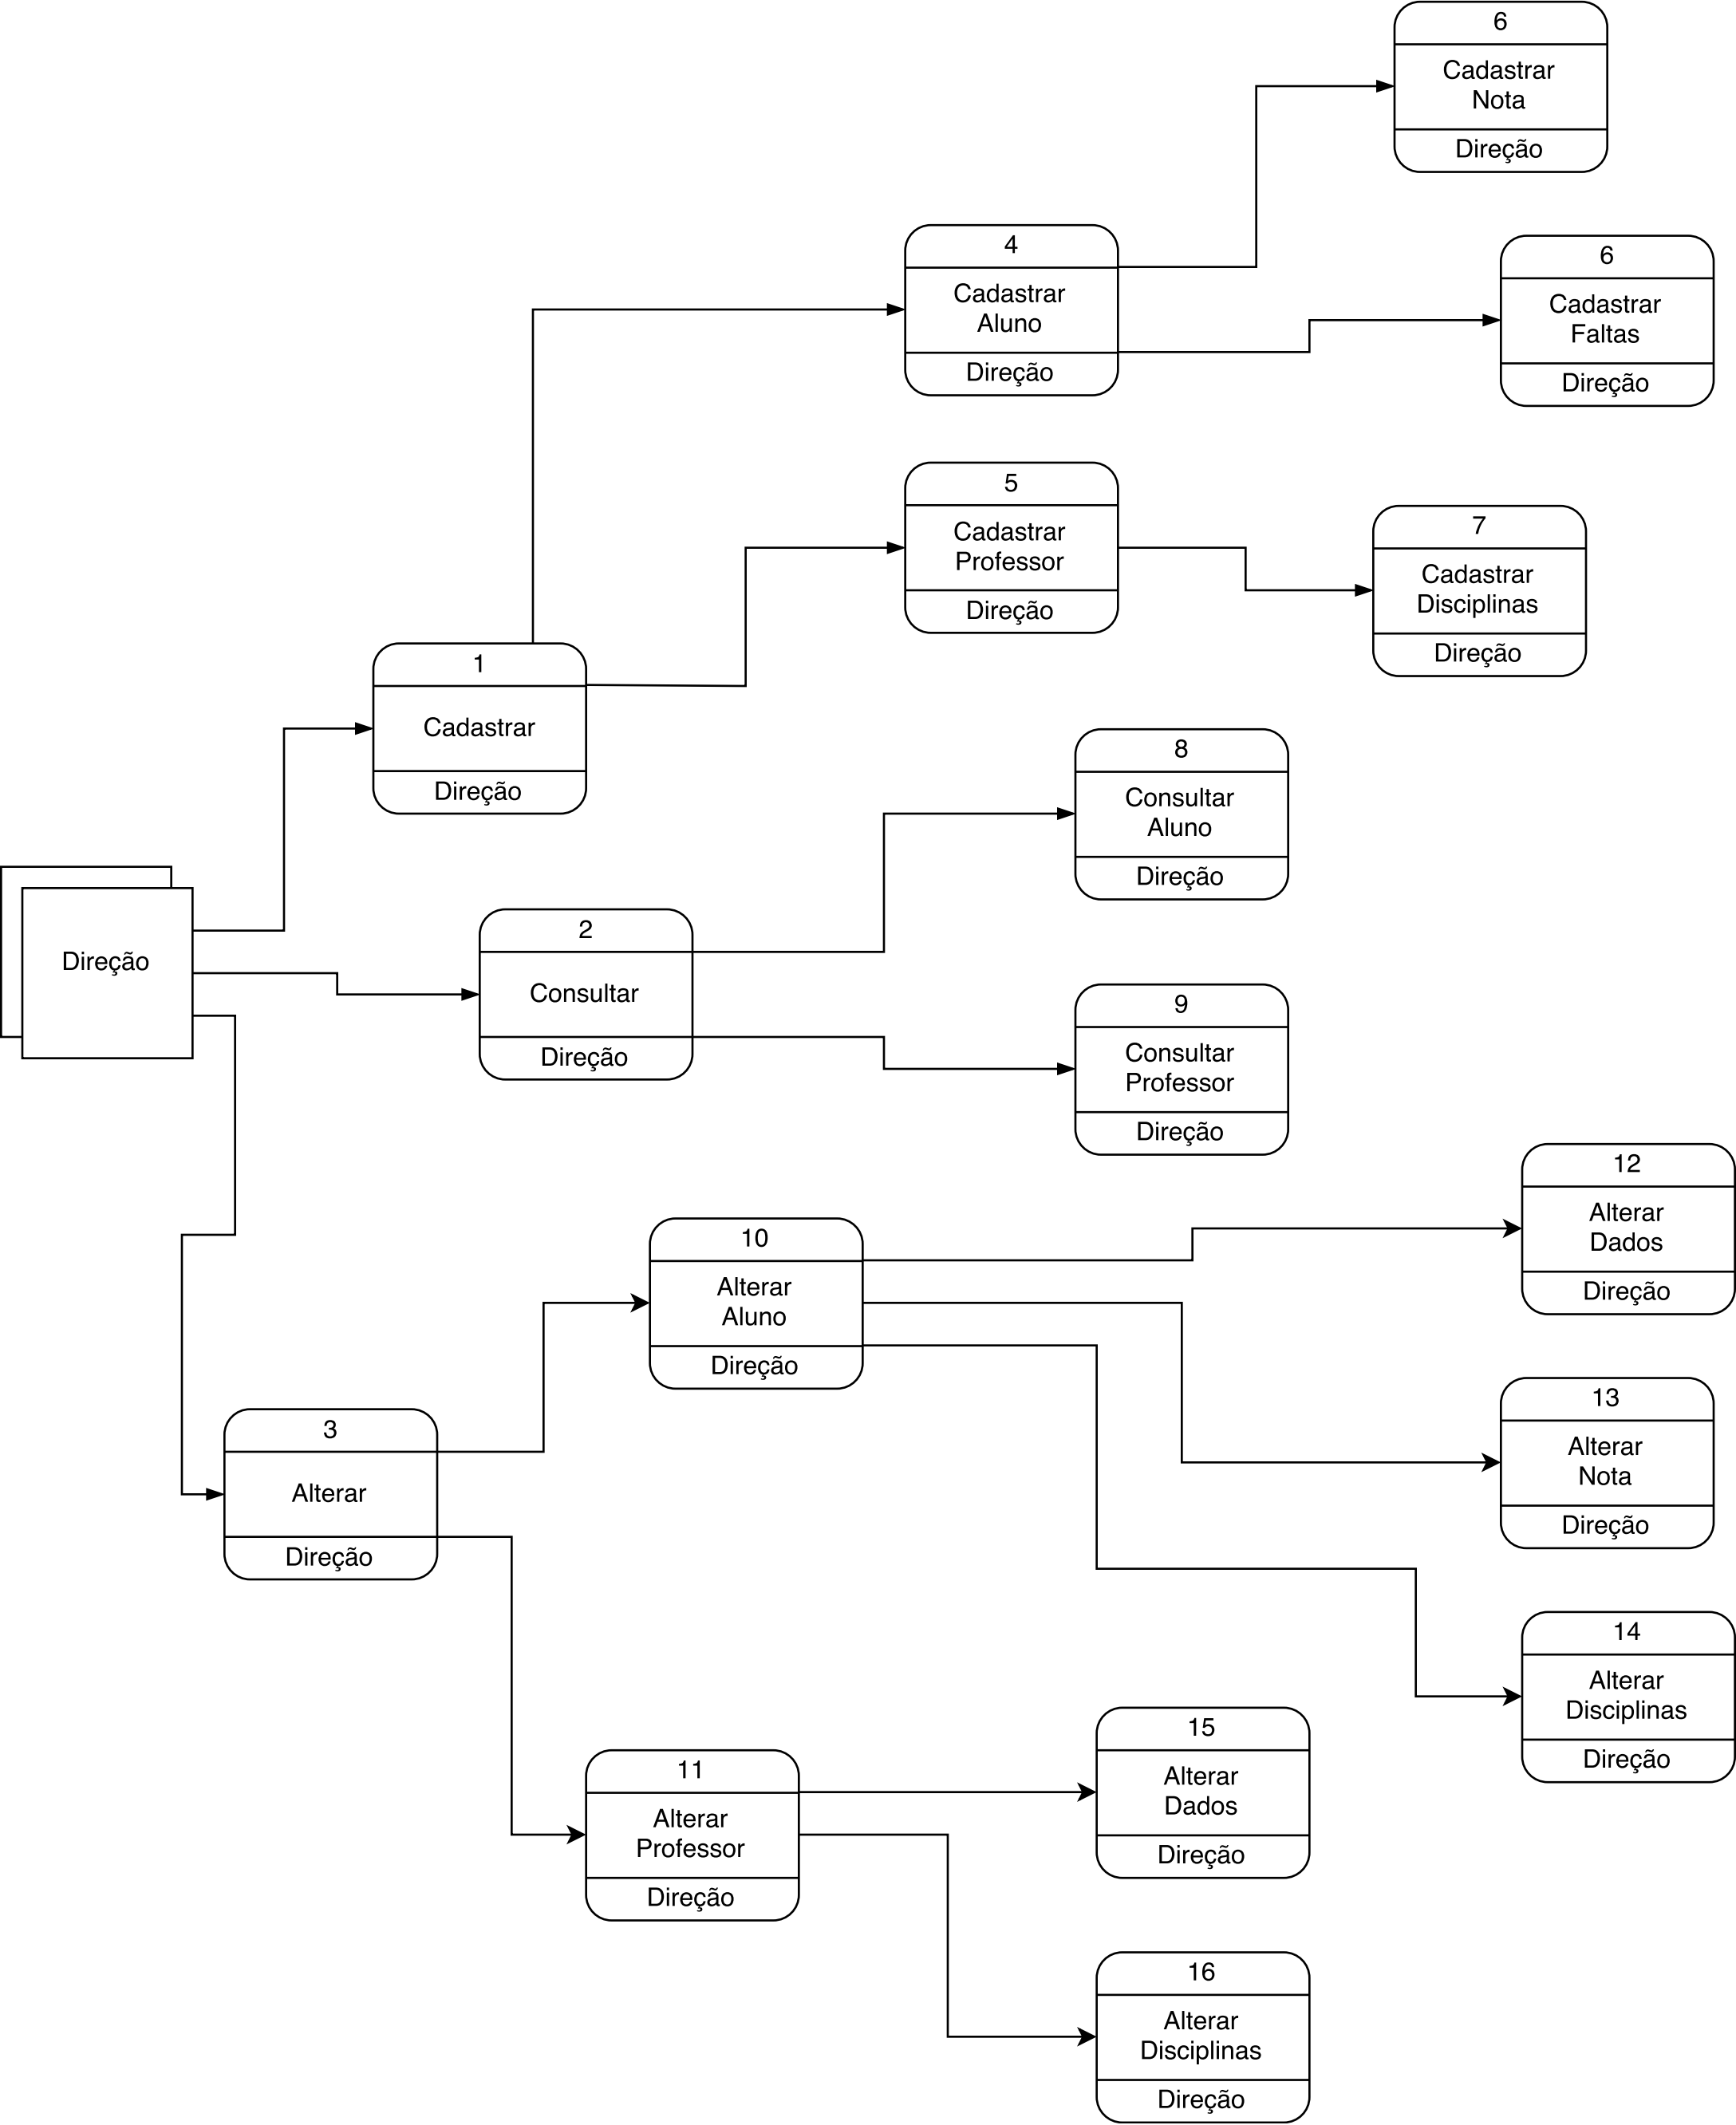 6
Cadastrar
Nota
Direção
4
Cadastrar
Aluno
Direção
6
Cadastrar
Faltas
Direção
5
Cadastrar
Professor
Direção
7
Cadastrar
Disciplinas
Direção
1
Cadastrar
Direção
8
Consultar
Aluno
Direção
Direção
2
Consultar
Direção
9
Consultar
Professor
Direção
12
Alterar
Dados
Direção
10
Alterar
Aluno
Direção
13
Alterar
Nota
Direção
3
Alterar
Direção
14
Alterar
Disciplinas
Direção
15
Alterar
Dados
Direção
11
Alterar
Professor
Direção
16
Alterar
Disciplinas
Direção